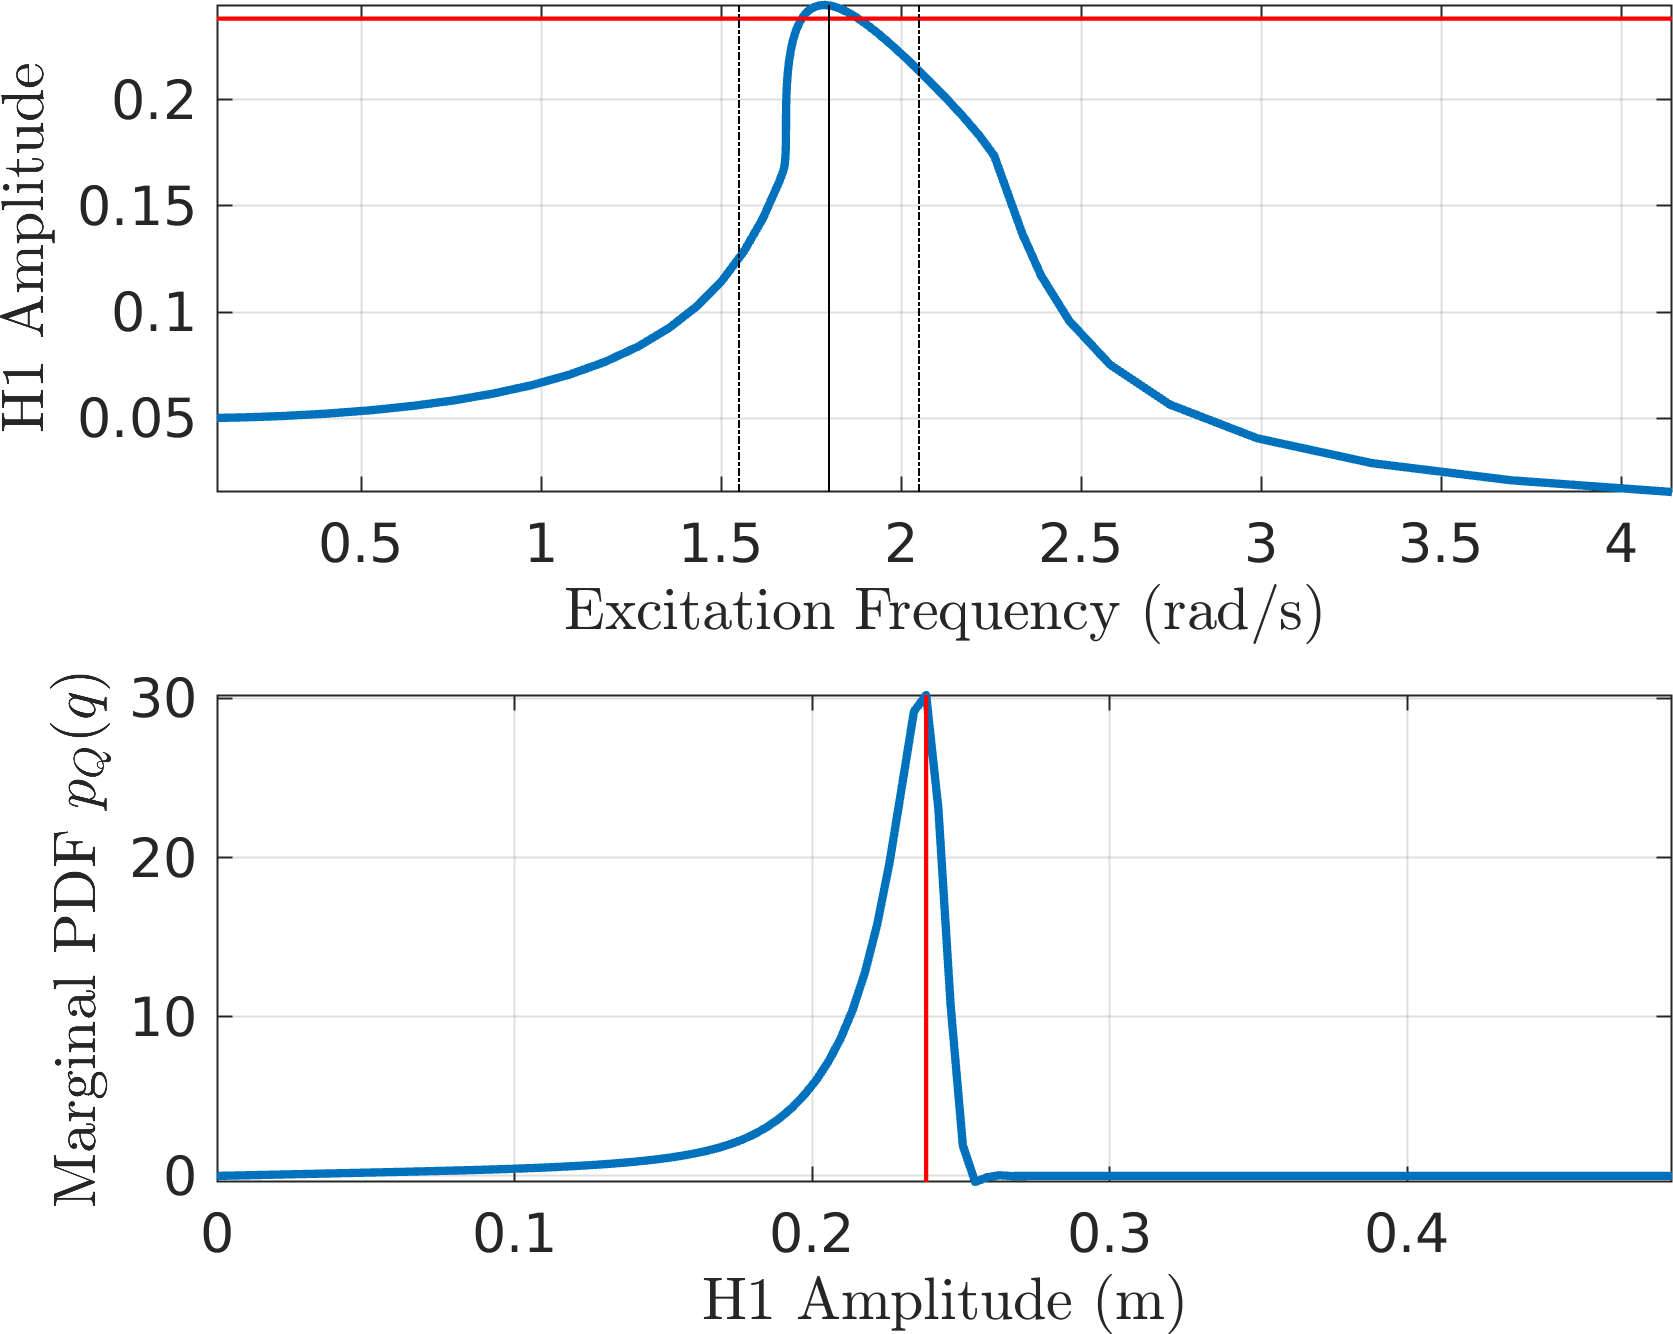 H1 Amplitude
0.2
0.15
0.1
0.05
0.5 1 1.5 2 2.5 3 3.5 4
Excitation Frequency (rad/s)
Marginal PDF p_Q(q)
30
20
10
0
0 0.1 0.2 0.3 0.4
H1 Amplitude (m)